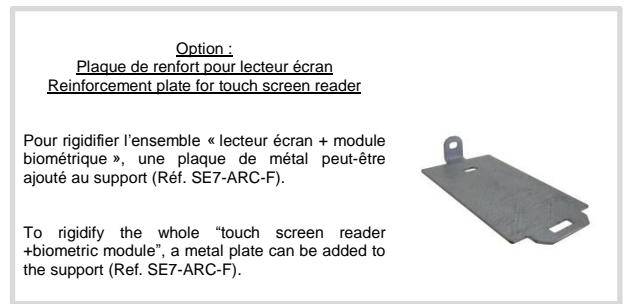 Option :
Plaque de renfort pour lecteur écran
Reinforcement plate for touch screen reader
Pour rigidifier l'ensemble « lecteur écran + module
biométrique », une plaque de métal peut-être
ajouté au support (Réf. SE7-ARC-F).
To rigidify the whole “touch screen reader
+biometric module”, a metal plate can be added to
the support (Ref. SE7-ARC-F).